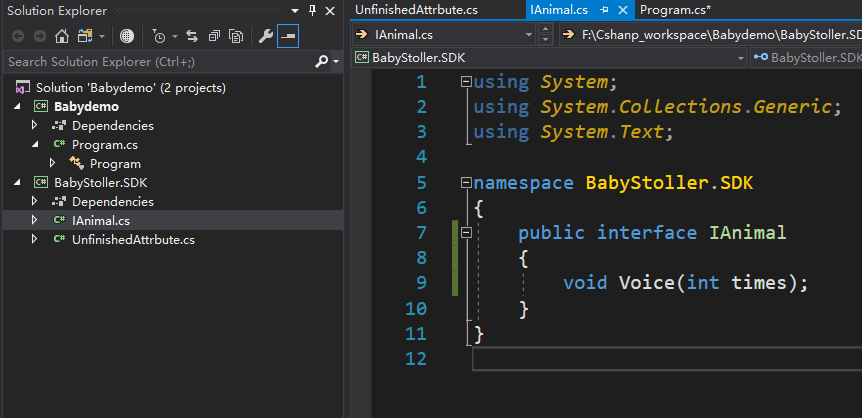 Solution Explorer
Search Solution Explorer (Ctrl+;)
Solution 'Babydemo' (2 projects)
Babydemo
Dependencies
Program.cs
Program
BabyStoller.SDK
Dependencies
IAnimal.cs
UnfinishedAttrbute.cs
UnfinishedAttrbute.cs
IAnimal.cs
Program.cs*
IAnimal.cs
F:\Cshanp_workspace\Babydemo\BabyStoller.SD
BabyStoller.SDK
BabyStoller.SDK
1 using System;
2 using System.Collections.Generic;
3 using System.Text;
4
5 namespace BabyStoller.SDK
6 {
7 public interface IAnimal
8 {
9 void Voice(int times);
10 }
11 }
12